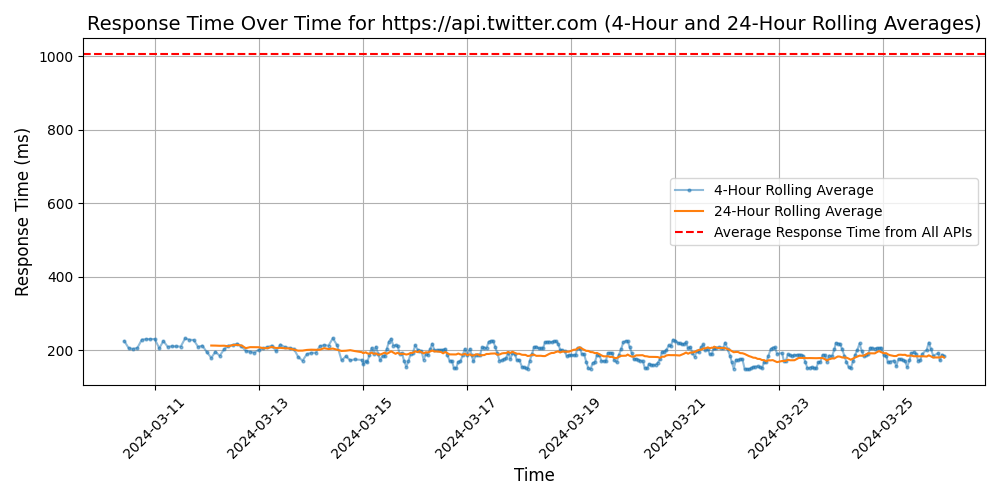 Response Time Over Time for https://api.twitter.com (4-Hour and 24-Hour Rolling Averages)
Response Time (ms)
1000
800
600
400
200
4-Hour Rolling Average
24-Hour Rolling Average
Average Response Time from All APIs
2024-03-11
2024-03-13
2024-03-15
2024-03-17
2024-03-19
2024-03-21
2024-03-23
2024-03-25
Time